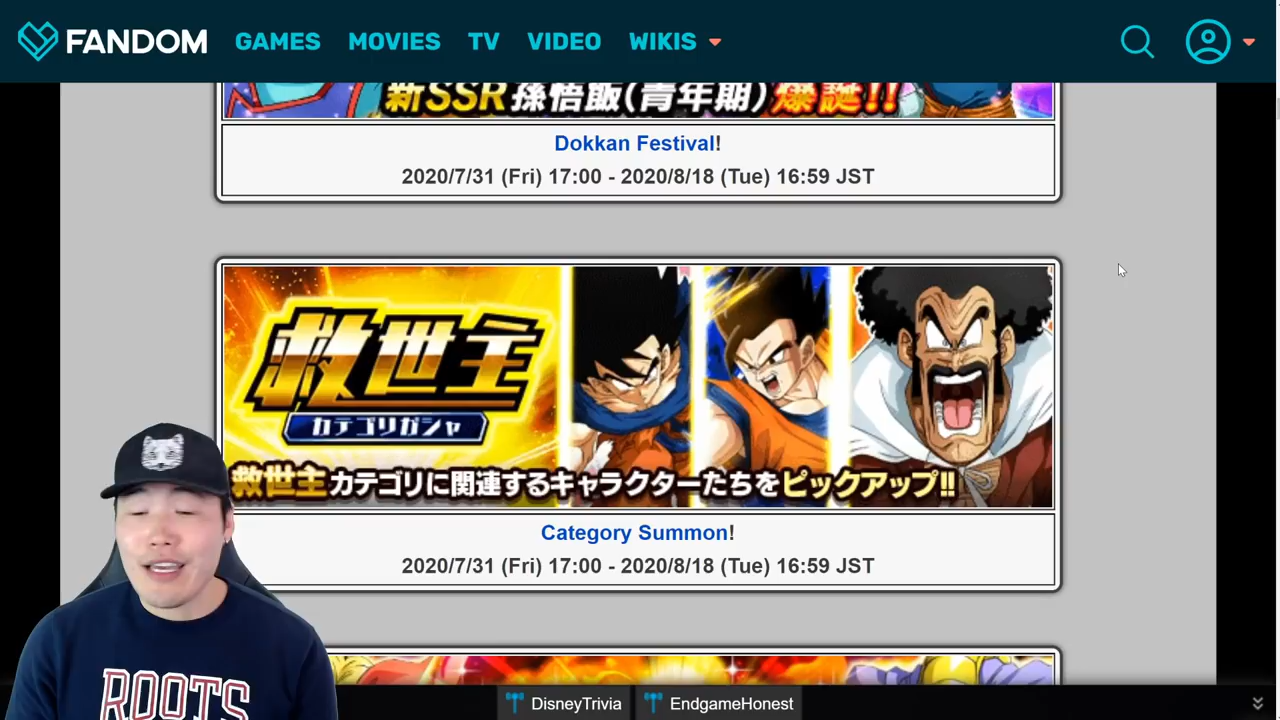 FANDOM GAMES MOVIES TV VIDEO WIKIS
新SSR孫悟飯(青年期)爆誕!!
Dokkan Festival!
2020/7/31 (Fri) 17:00 - 2020/8/18 (Tue) 16:59 JST
救世主
カテゴリガシャ
救世主カテゴリに関連するキャラクターたちをピックアップ!!
Category Summon!
2020/7/31 (Fri) 17:00 - 2020/8/18 (Tue) 16:59 JST
ROOTS
DisneyTrivia EndgameHonest